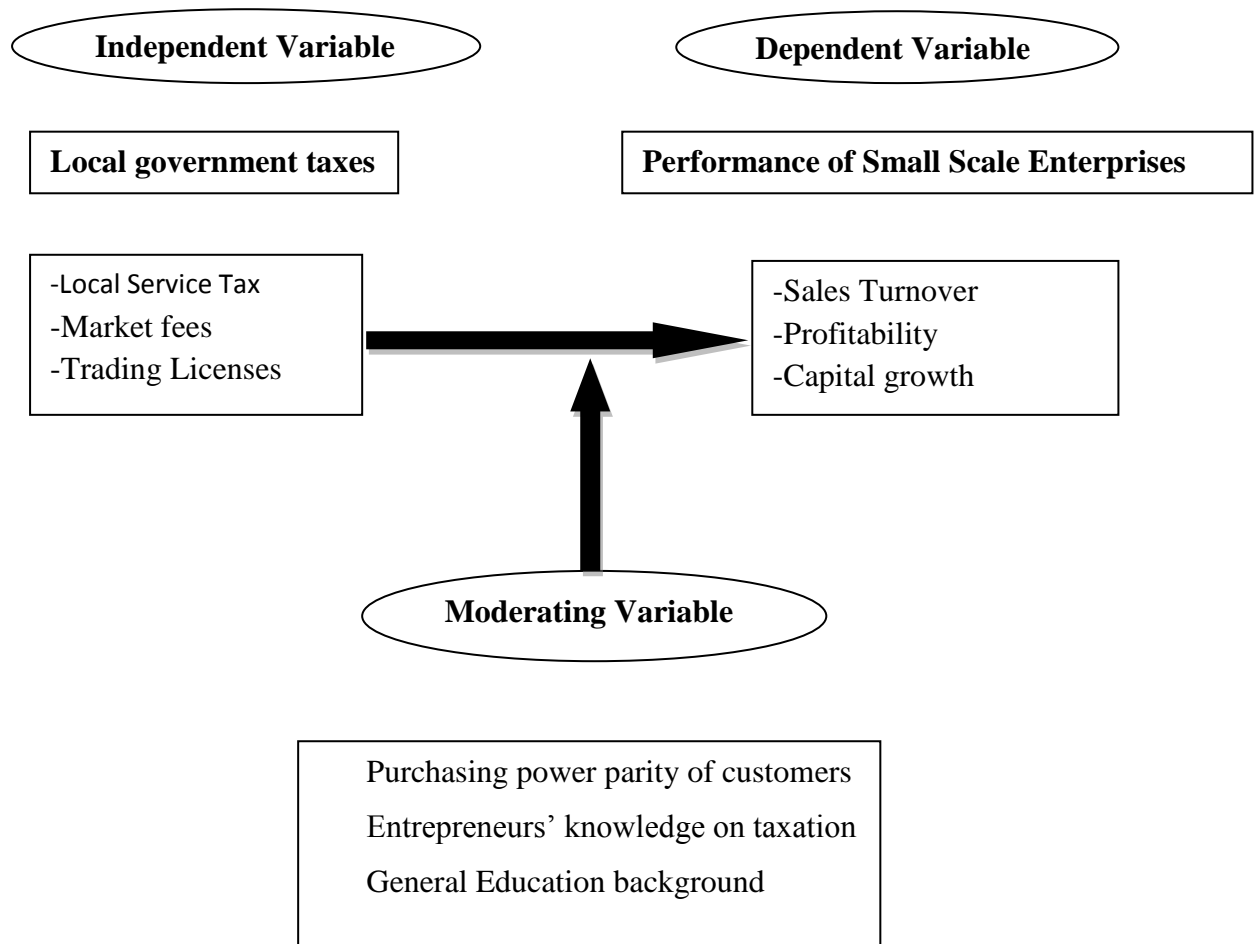 Independent Variable
Dependent Variable
Local government taxes
Performance of Small Scale Enterprises
-Local Service Tax
-Market fees
-Trading Licenses
-Sales Turnover
-Profitability
-Capital growth
Moderating Variable
Purchasing power parity of customers
Entrepreneurs’ knowledge on taxation
General Education background